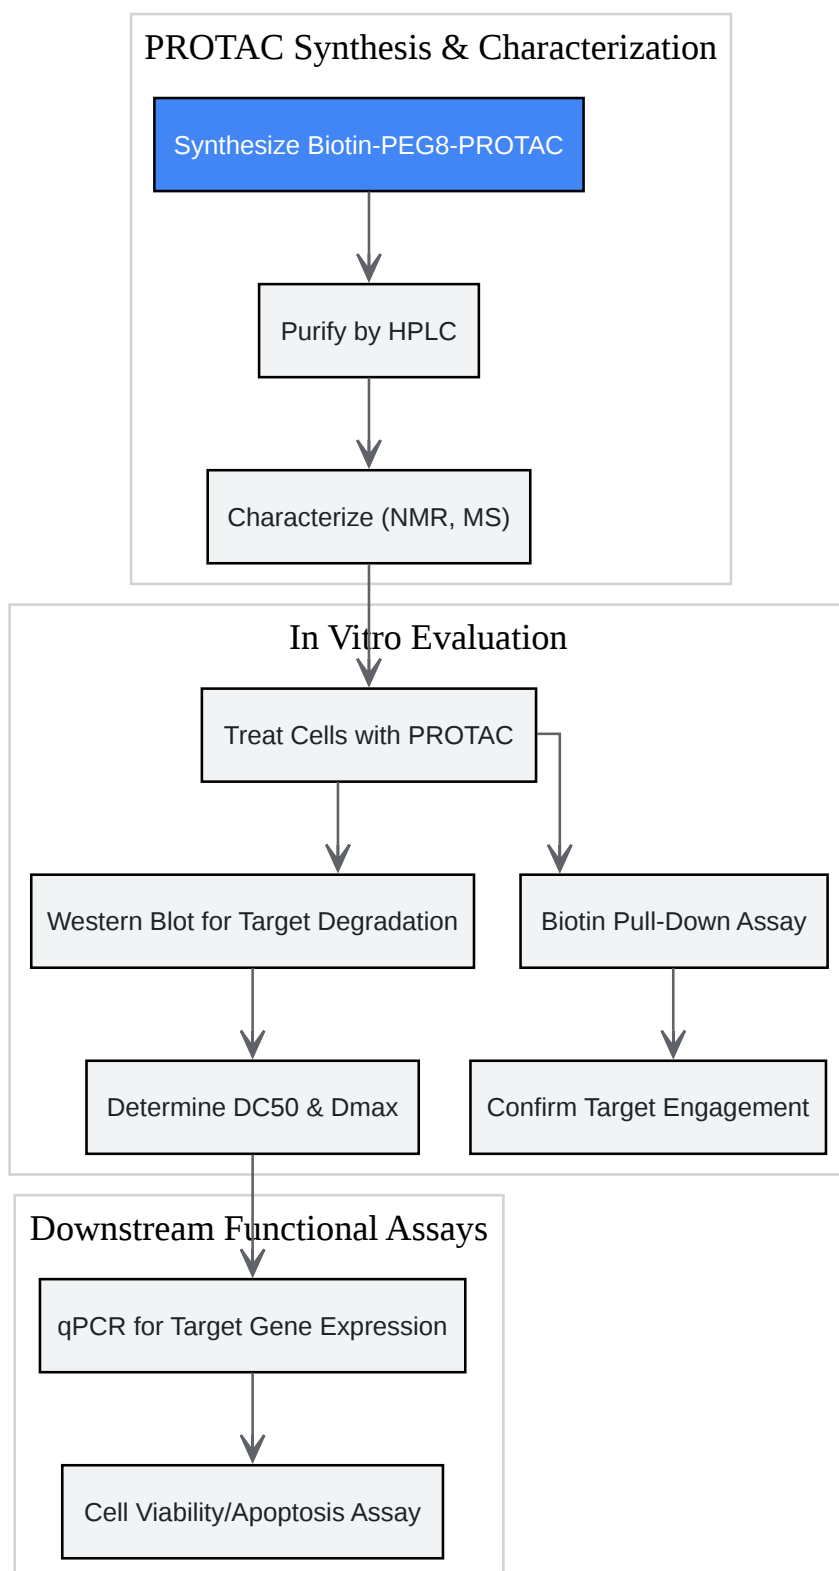 PROTAC Synthesis & Characterization
Synthesize Biotin-PEG8-PROTAC
Purify by HPLC
Characterize (NMR, MS)
In Vitro Evaluation
Treat Cells with PROTAC
Western Blot for Target Degradation
Biotin Pull-Down Assay
Determine DC50 & Dmax
Confirm Target Engagement
Downstream Functional Assays
qPCR for Target Gene Expression
Cell Viability/Apoptosis Assay